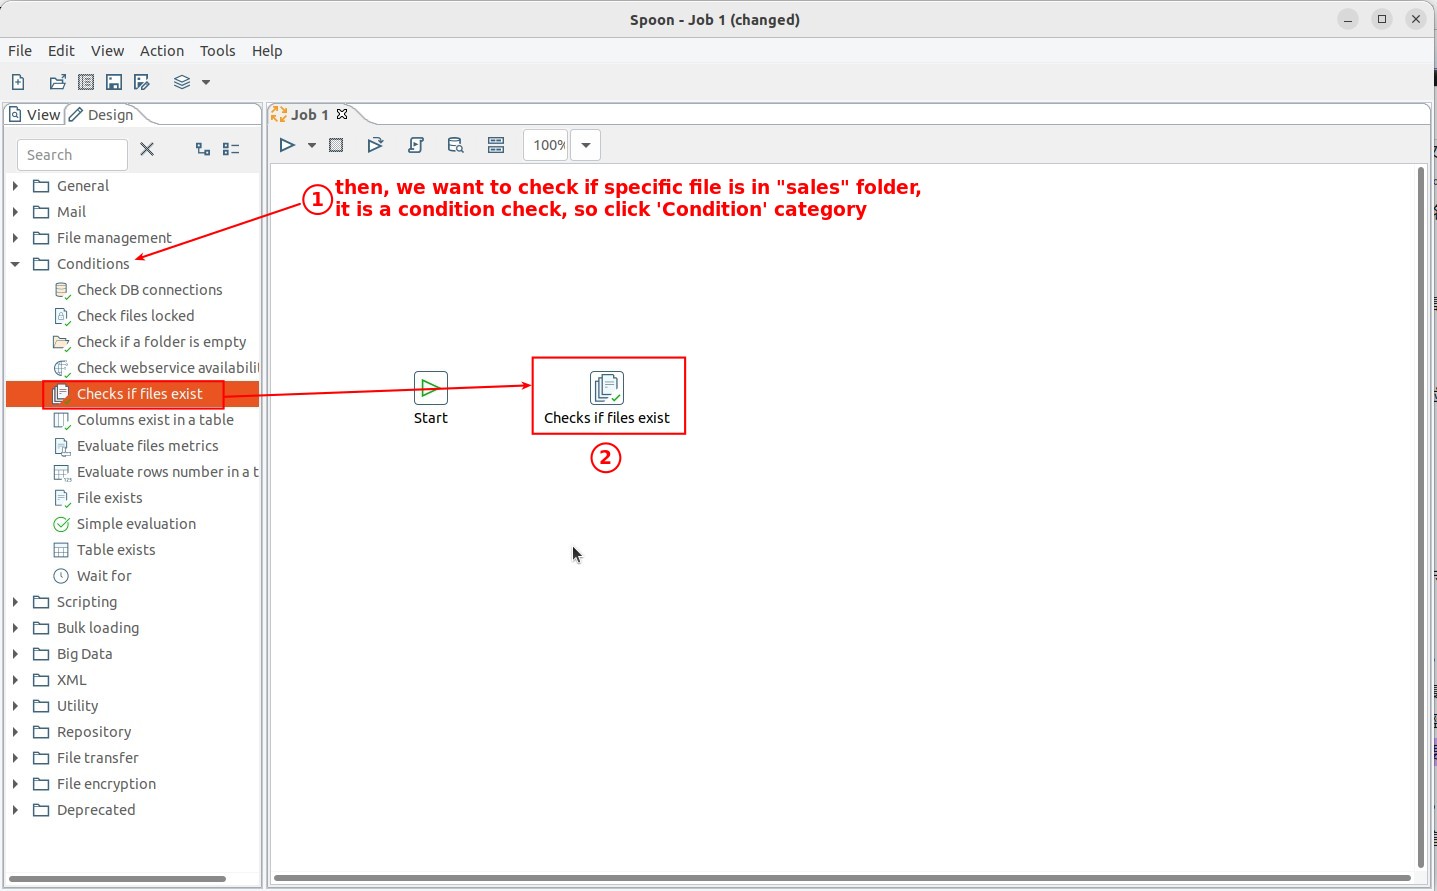 Spoon - Job 1 (changed)
File Edit View Action Tools Help
View Design
Job 1
Search
100%
General
Mail
File management
Conditions
Check DB connections
Check files locked
Check if a folder is empty
Check webservice availabili
Checks if files exist
Columns exist in a table
Evaluate files metrics
Evaluate rows number in a t
File exists
Simple evaluation
Table exists
Wait for
Scripting
Bulk loading
Big Data
XML
Utility
Repository
File transfer
File encryption
Deprecated
1
then, we want to check if specific file is in "sales" folder,
it is a condition check, so click 'Condition' category
Start
Checks if files exist
2